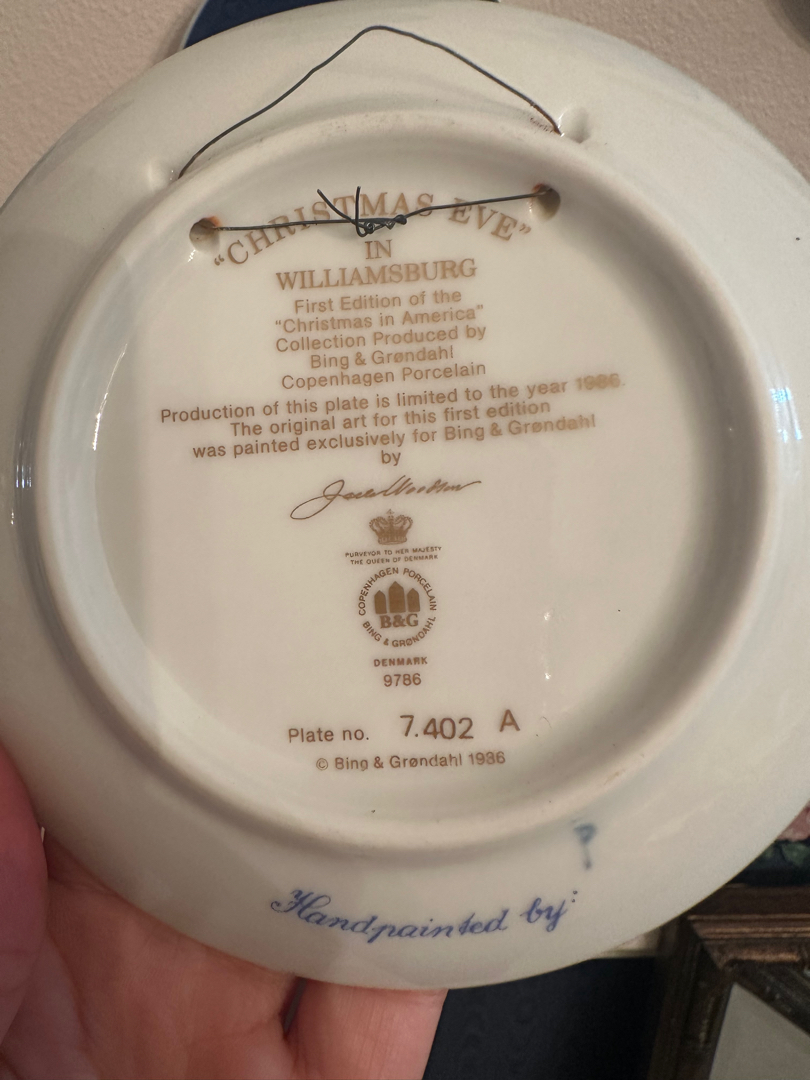 “CHRISTMAS EVE”
IN
WILLIAMSBURG
First Edition of the
“Christmas in America”
Collection Produced by
Bing & Grøndahl
Copenhagen Porcelain
Production of this plate is limited to the year 1986.
The original art for this first edition
was painted exclusively for Bing & Grøndahl
by
Jack Woodson
PURVEYOR TO HER MAJESTY
THE QUEEN OF DENMARK
COPENHAGEN PORCELAIN
B&G
BING & GRØNDAHL
DENMARK
9786
Plate no. 7.402 A
© Bing & Grøndahl 1986
Handpainted by: